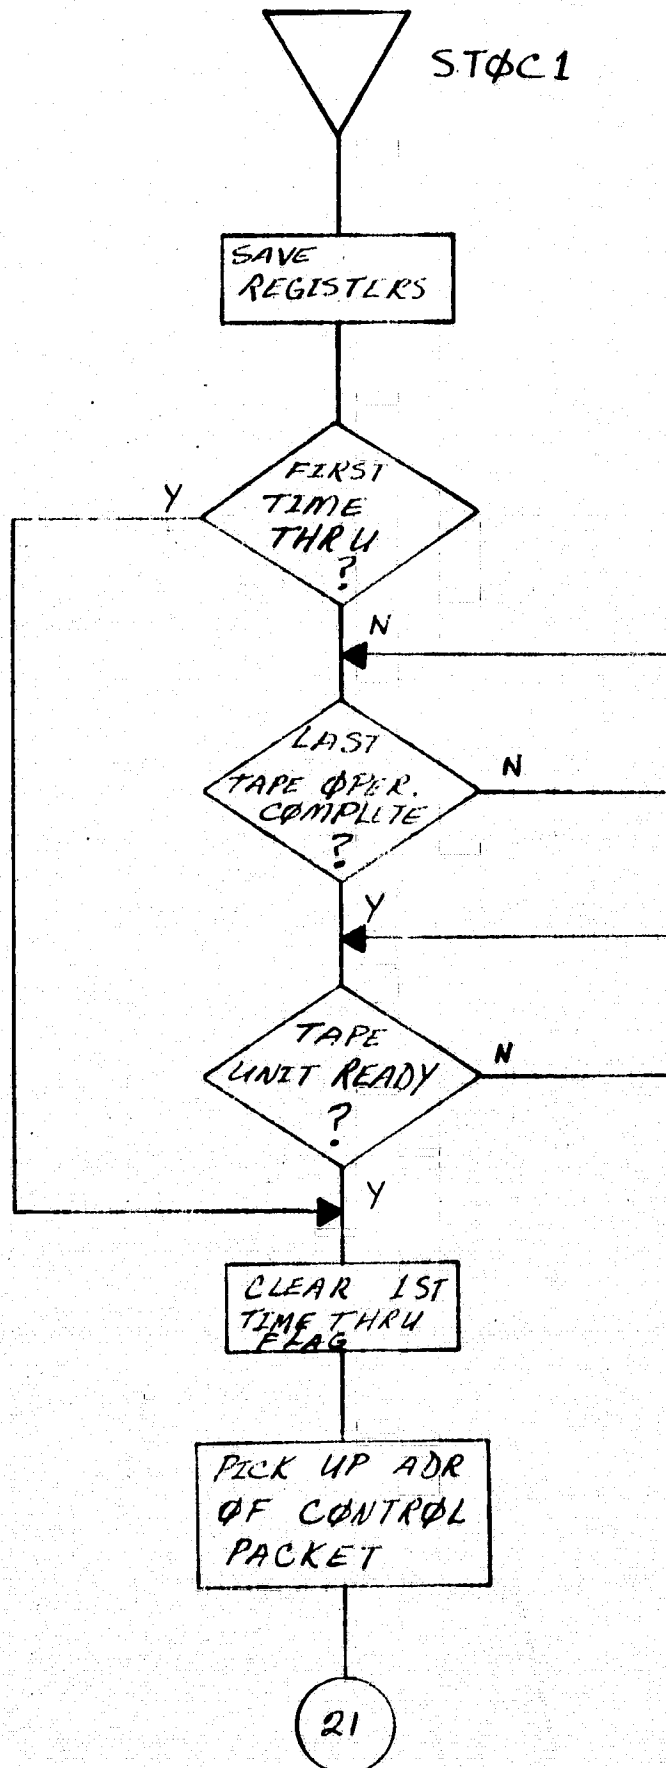 STØC1
SAVE
REGISTERS
FIRST
TIME
THRU
?
Y
N
LAST
TAPE ØPER.
CØMPLETE
?
N
Y
TAPE
UNIT READY
?
N
Y
CLEAR 1ST
TIME THRU
FLAG
PICK UP ADR
ØF CØNTRØL
PACKET
21